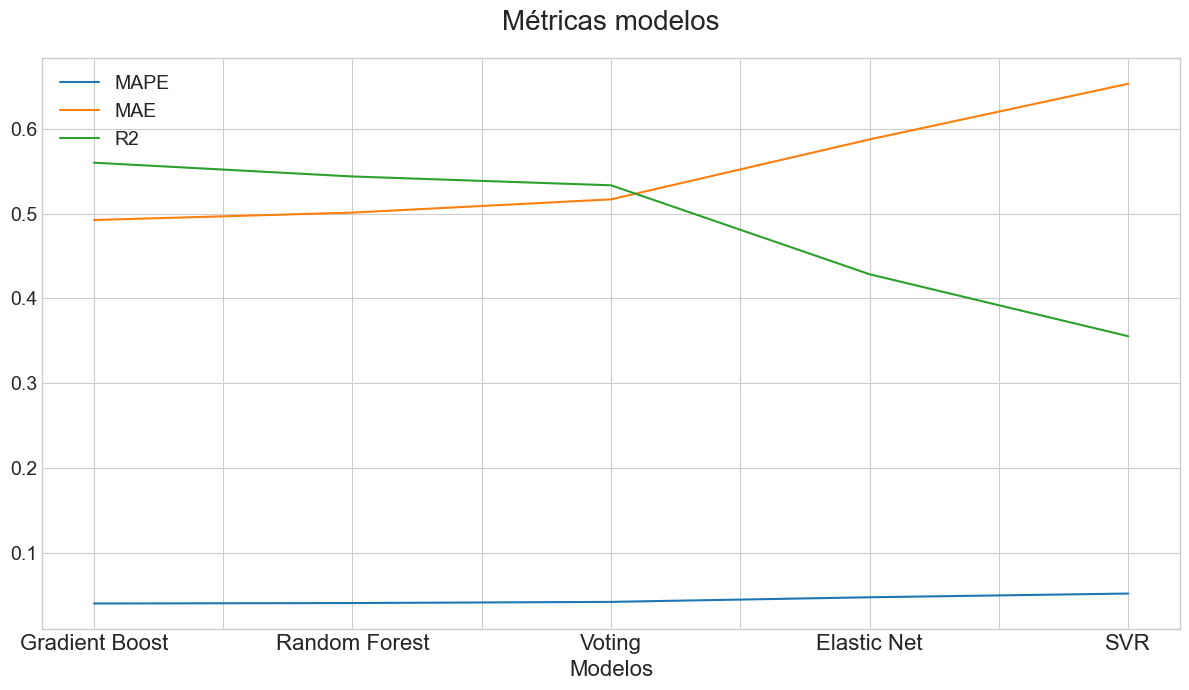 Métricas modelos
MAPE
MAE
R2
0.6
0.5
0.4
0.3
0.2
0.1
Gradient Boost Random Forest Voting Elastic Net SVR
Modelos